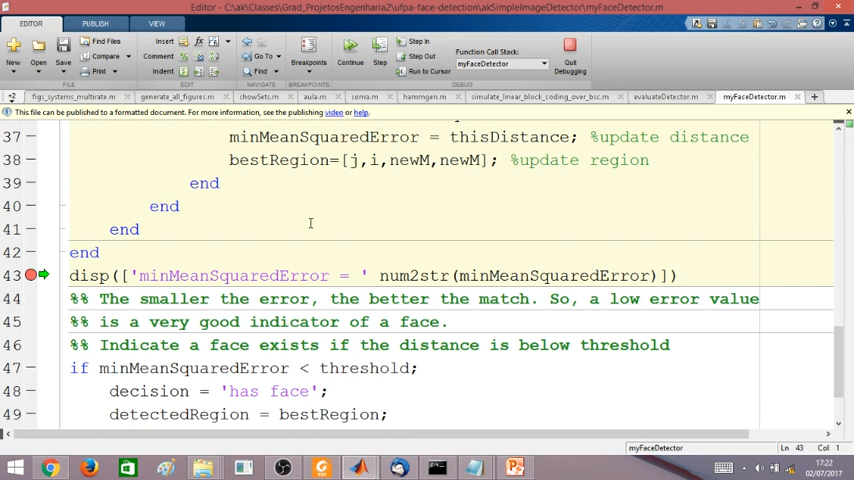 Editor - C:\ak\Classes\Grad_ProjetosEngenharia2\ufpa-face-detection\akSimpleImageDetector\myFaceDetector.m
EDITOR PUBLISH VIEW
New Open Save
Find Files
Compare
Print
Insert
Comment
Indent
Go To
Find
Breakpoints
Continue Step
Step In
Step Out
Run to Cursor
Function Call Stack:
myFaceDetector
Quit Debugging
FILE EDIT NAVIGATE BREAKPOINTS DEBUG
figs_systems_multirate.m generate_all_figures.m showSets.m aula.m soma.m hammgen.m simulate_linear_block_coding_over_bsc.m evaluateDetector.m myFaceDetector.m
This file can be published to a formatted document. For more information, see the publishing video or help.
37 minMeanSquaredError = thisDistance; %update distance
38 bestRegion=[j,i,newM,newM]; %update region
39 end
40 end
41 end
42 end
43 disp(['minMeanSquaredError = ' num2str(minMeanSquaredError)])
44 %% The smaller the error, the better the match. So, a low error value
45 %% is a very good indicator of a face.
46 %% Indicate a face exists if the distance is below threshold
47 if minMeanSquaredError < threshold;
48 decision = 'has face';
49 detectedRegion = bestRegion;
myFaceDetector Ln 43 Col 1
17:22
02/07/2017